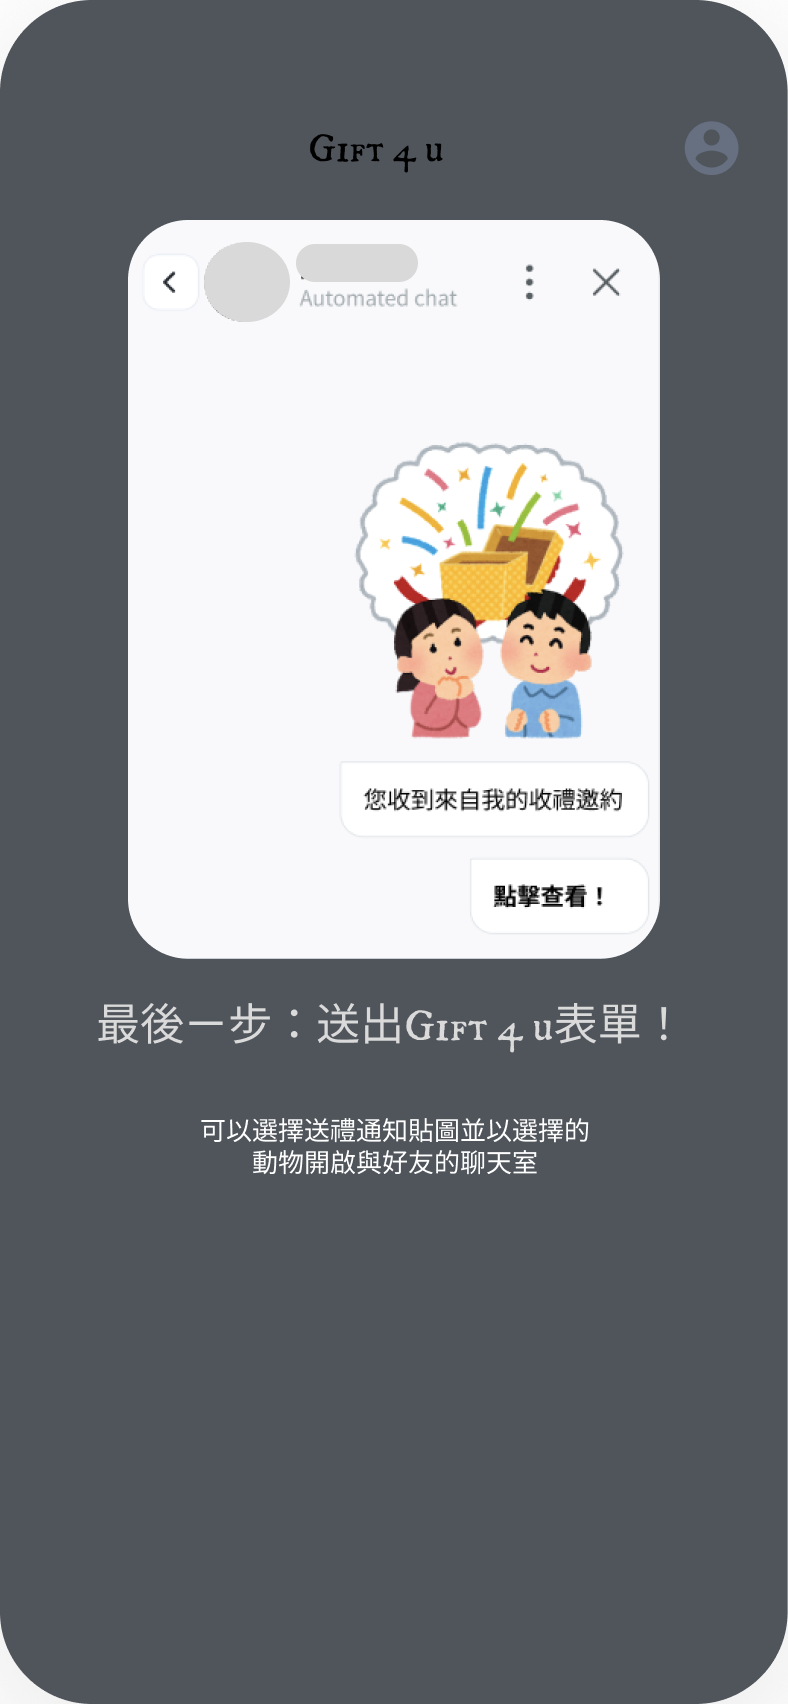 Gift 4 u
Automated chat
您收到來自我的收禮邀約
點擊查看！
最後一步：送出Gift 4 u表單！
可以選擇送禮通知貼圖並以選擇的
動物開啟與好友的聊天室